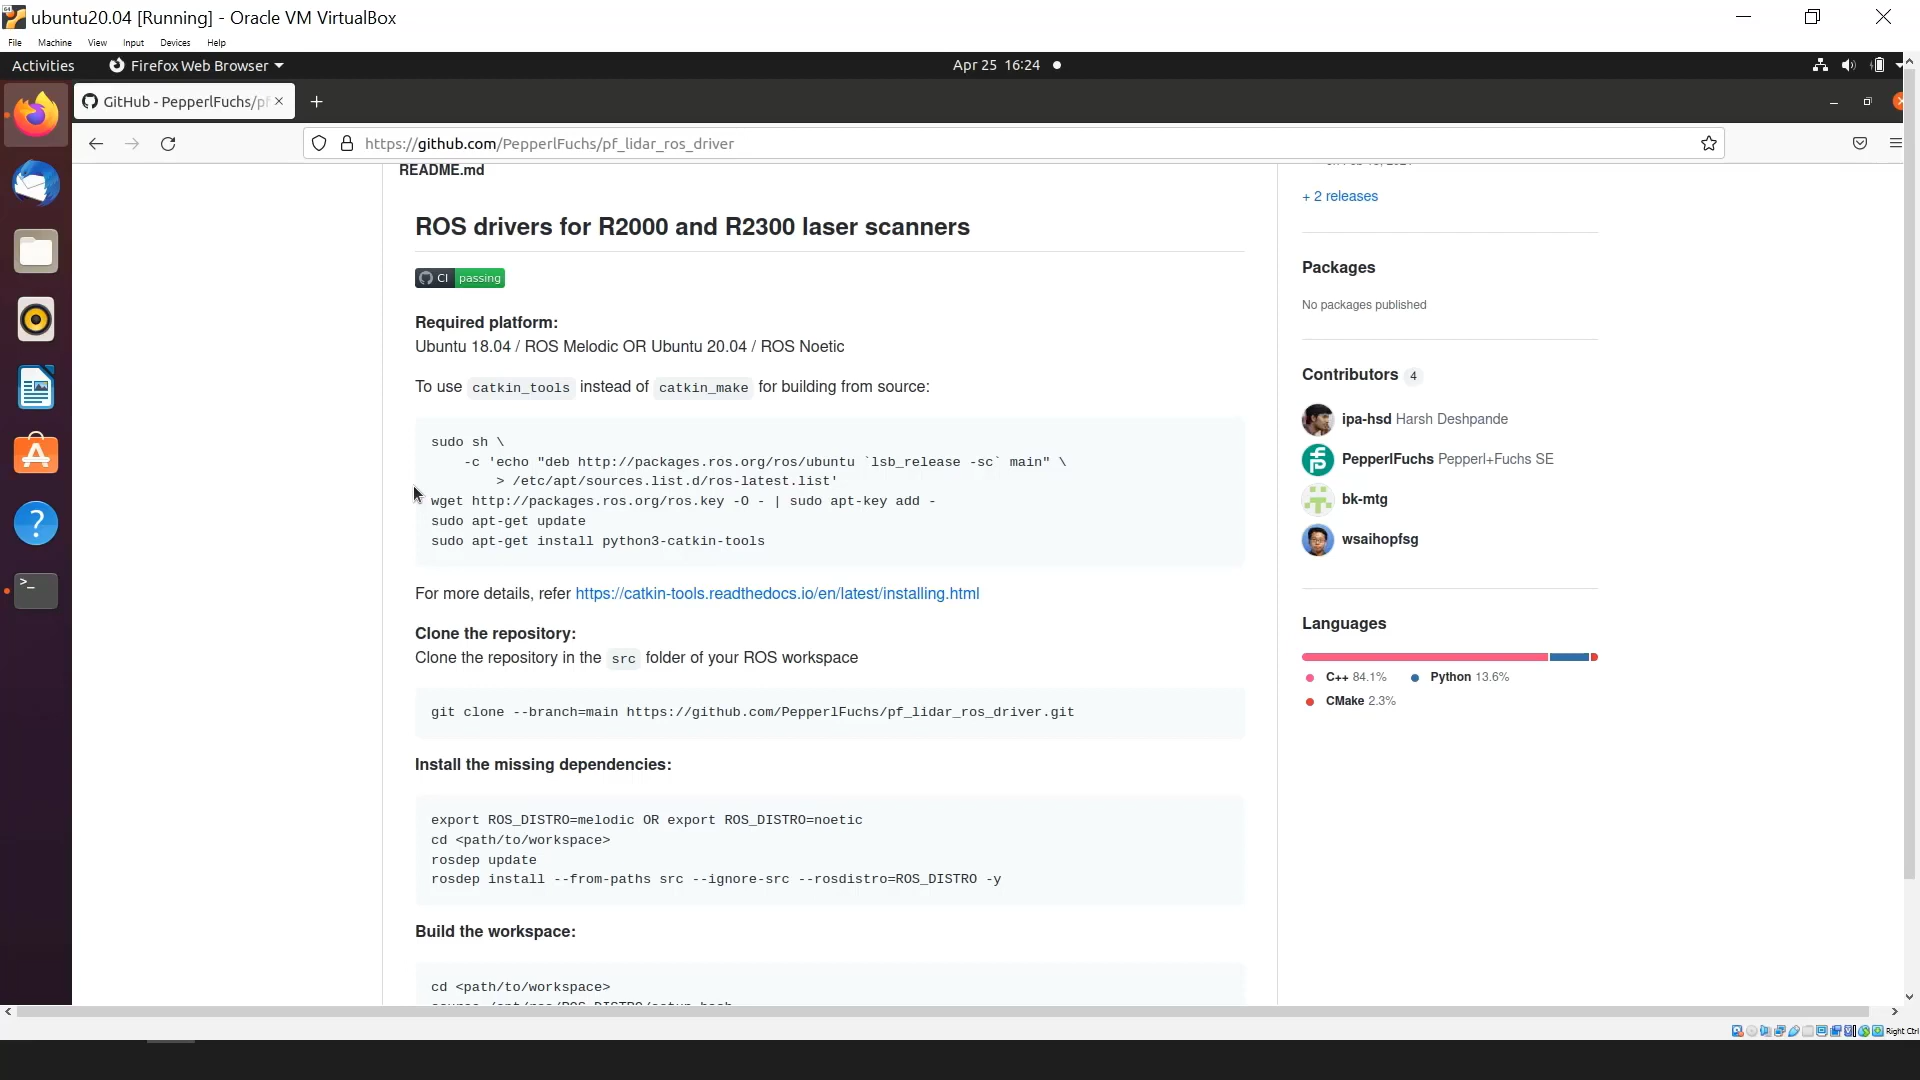 ubuntu20.04 [Running] - Oracle VM VirtualBox
File Machine View Input Devices Help
Activities Firefox Web Browser Apr 25 16:24
GitHub - PepperlFuchs/pf
https://github.com/PepperlFuchs/pf_lidar_ros_driver
README.md
+ 2 releases
ROS drivers for R2000 and R2300 laser scanners
CI passing
Required platform:
Ubuntu 18.04 / ROS Melodic OR Ubuntu 20.04 / ROS Noetic
To use catkin_tools instead of catkin_make for building from source:
sudo sh \
-c 'echo "deb http://packages.ros.org/ros/ubuntu `lsb_release -sc` main" \
> /etc/apt/sources.list.d/ros-latest.list'
wget http://packages.ros.org/ros.key -O - | sudo apt-key add -
sudo apt-get update
sudo apt-get install python3-catkin-tools
For more details, refer https://catkin-tools.readthedocs.io/en/latest/installing.html
Clone the repository:
Clone the repository in the src folder of your ROS workspace
git clone --branch=main https://github.com/PepperlFuchs/pf_lidar_ros_driver.git
Install the missing dependencies:
export ROS_DISTRO=melodic OR export ROS_DISTRO=noetic
cd <path/to/workspace>
rosdep update
rosdep install --from-paths src --ignore-src --rosdistro=ROS_DISTRO -y
Build the workspace:
cd <path/to/workspace>
Packages
No packages published
Contributors 4
ipa-hsd Harsh Deshpande
PepperlFuchs Pepperl+Fuchs SE
bk-mtg
wsaihopfsg
Languages
C++ 84.1% Python 13.6%
CMake 2.3%
Right Ctrl